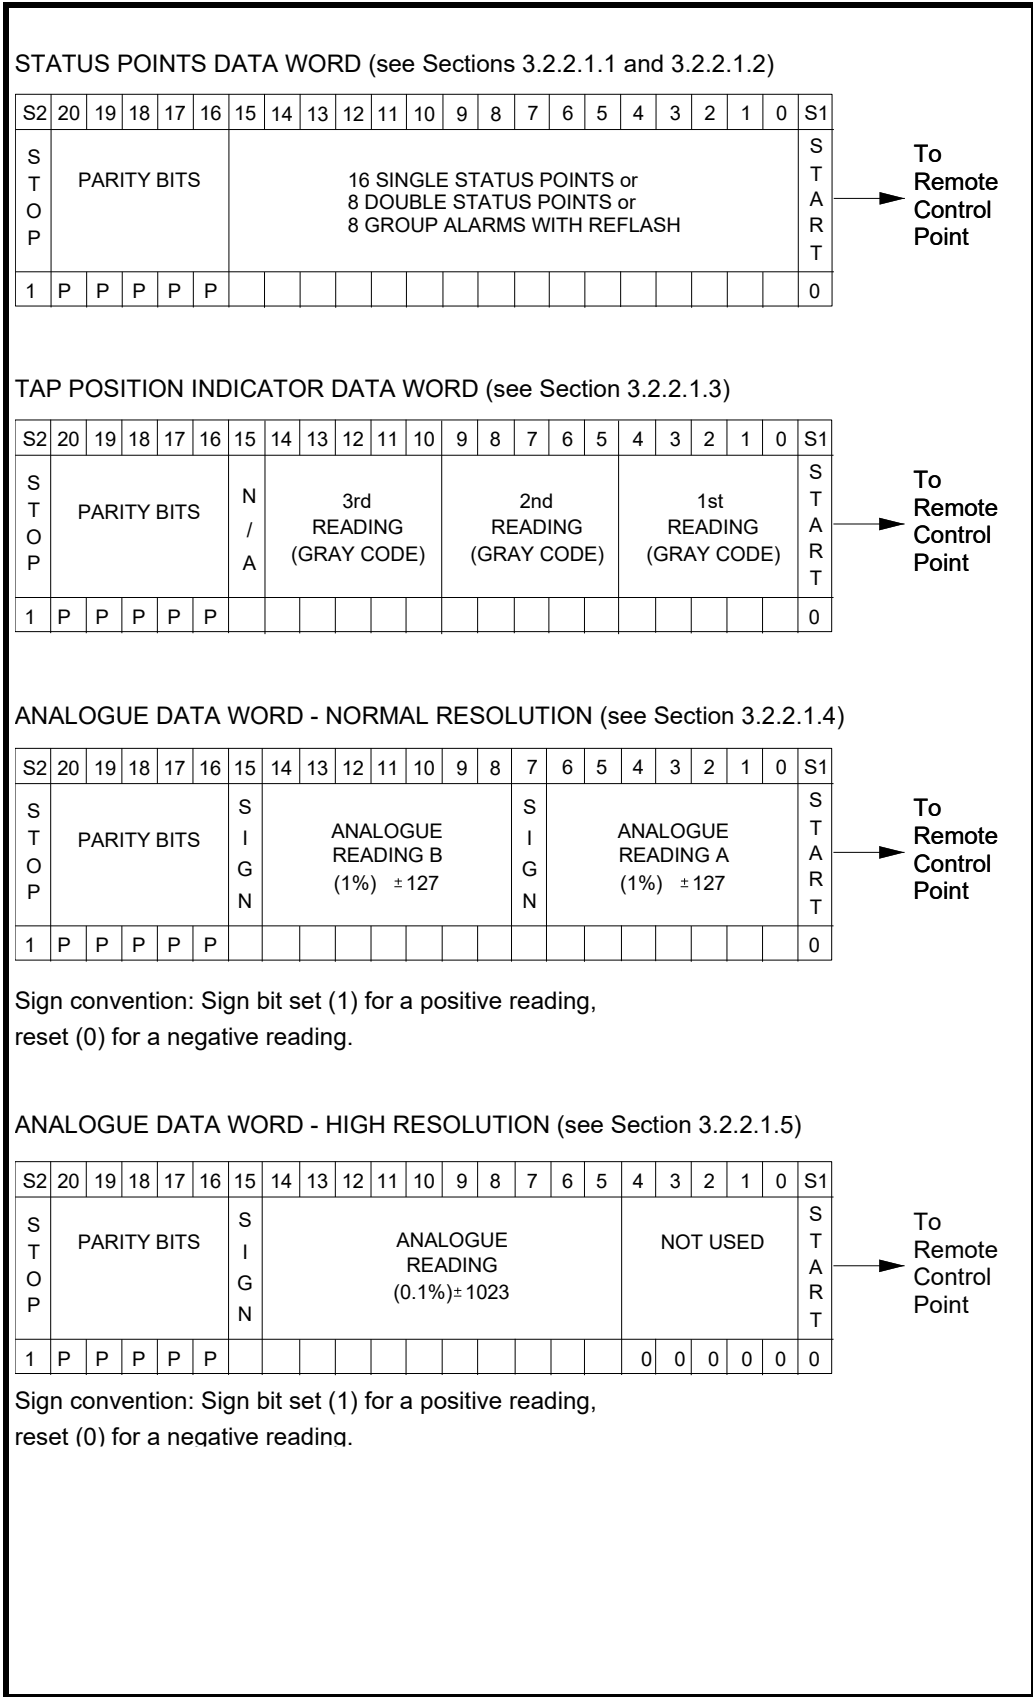 STATUS POINTS DATA WORD (see Sections 3.2.2.1.1 and 3.2.2.1.2)
S2 20 19 18 17 16 15 14 13 12 11 10 9 8 7 6 5 4 3 2 1 0 S1
STOP
PARITY BITS
16 SINGLE STATUS POINTS or
8 DOUBLE STATUS POINTS or
8 GROUP ALARMS WITH REFLASH
START
To
Remote
Control
Point
1 P P P P P 0
TAP POSITION INDICATOR DATA WORD (see Section 3.2.2.1.3)
S2 20 19 18 17 16 15 14 13 12 11 10 9 8 7 6 5 4 3 2 1 0 S1
STOP
PARITY BITS
N/A
3rd
READING
(GRAY CODE)
2nd
READING
(GRAY CODE)
1st
READING
(GRAY CODE)
START
To
Remote
Control
Point
1 P P P P P 0
ANALOGUE DATA WORD - NORMAL RESOLUTION (see Section 3.2.2.1.4)
S2 20 19 18 17 16 15 14 13 12 11 10 9 8 7 6 5 4 3 2 1 0 S1
STOP
PARITY BITS
SIGN
ANALOGUE
READING B
(1%) ±127
SIGN
ANALOGUE
READING A
(1%) ±127
START
To
Remote
Control
Point
1 P P P P P 0
Sign convention: Sign bit set (1) for a positive reading,
reset (0) for a negative reading.
ANALOGUE DATA WORD - HIGH RESOLUTION (see Section 3.2.2.1.5)
S2 20 19 18 17 16 15 14 13 12 11 10 9 8 7 6 5 4 3 2 1 0 S1
STOP
PARITY BITS
SIGN
ANALOGUE
READING
(0.1%)±1023
NOT USED
START
To
Remote
Control
Point
1 P P P P P 0 0 0 0 0 0
Sign convention: Sign bit set (1) for a positive reading,
reset (0) for a negative reading.